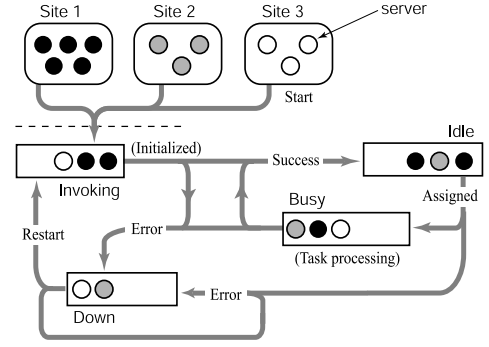 Site 1
Site 2
Site 3
server
Start
Idle
(Initialized)
Success
Invoking
Assigned
Busy
Restart
Error
(Task processing)
Error
Down